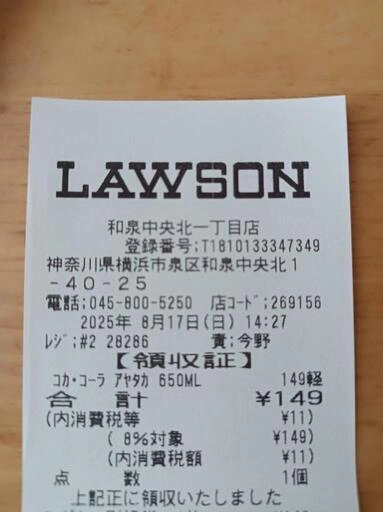 LAWSON
和泉中央北一丁目店
登録番号;T1810133347349
神奈川県横浜市泉区和泉中央北1
-40-25
電話;045-800-5250 店コード;269156
2025年 8月17日(日) 14:27
レジ;#2 28286 責;今野
【領収証】
コカ・コーラ アヤタカ 650ML 149軽
合 計 ¥149
(内消費税等 ¥11)
( 8%対象 ¥149)
(内消費税額 ¥11)
点 数 1個
上記正に領収いたしました